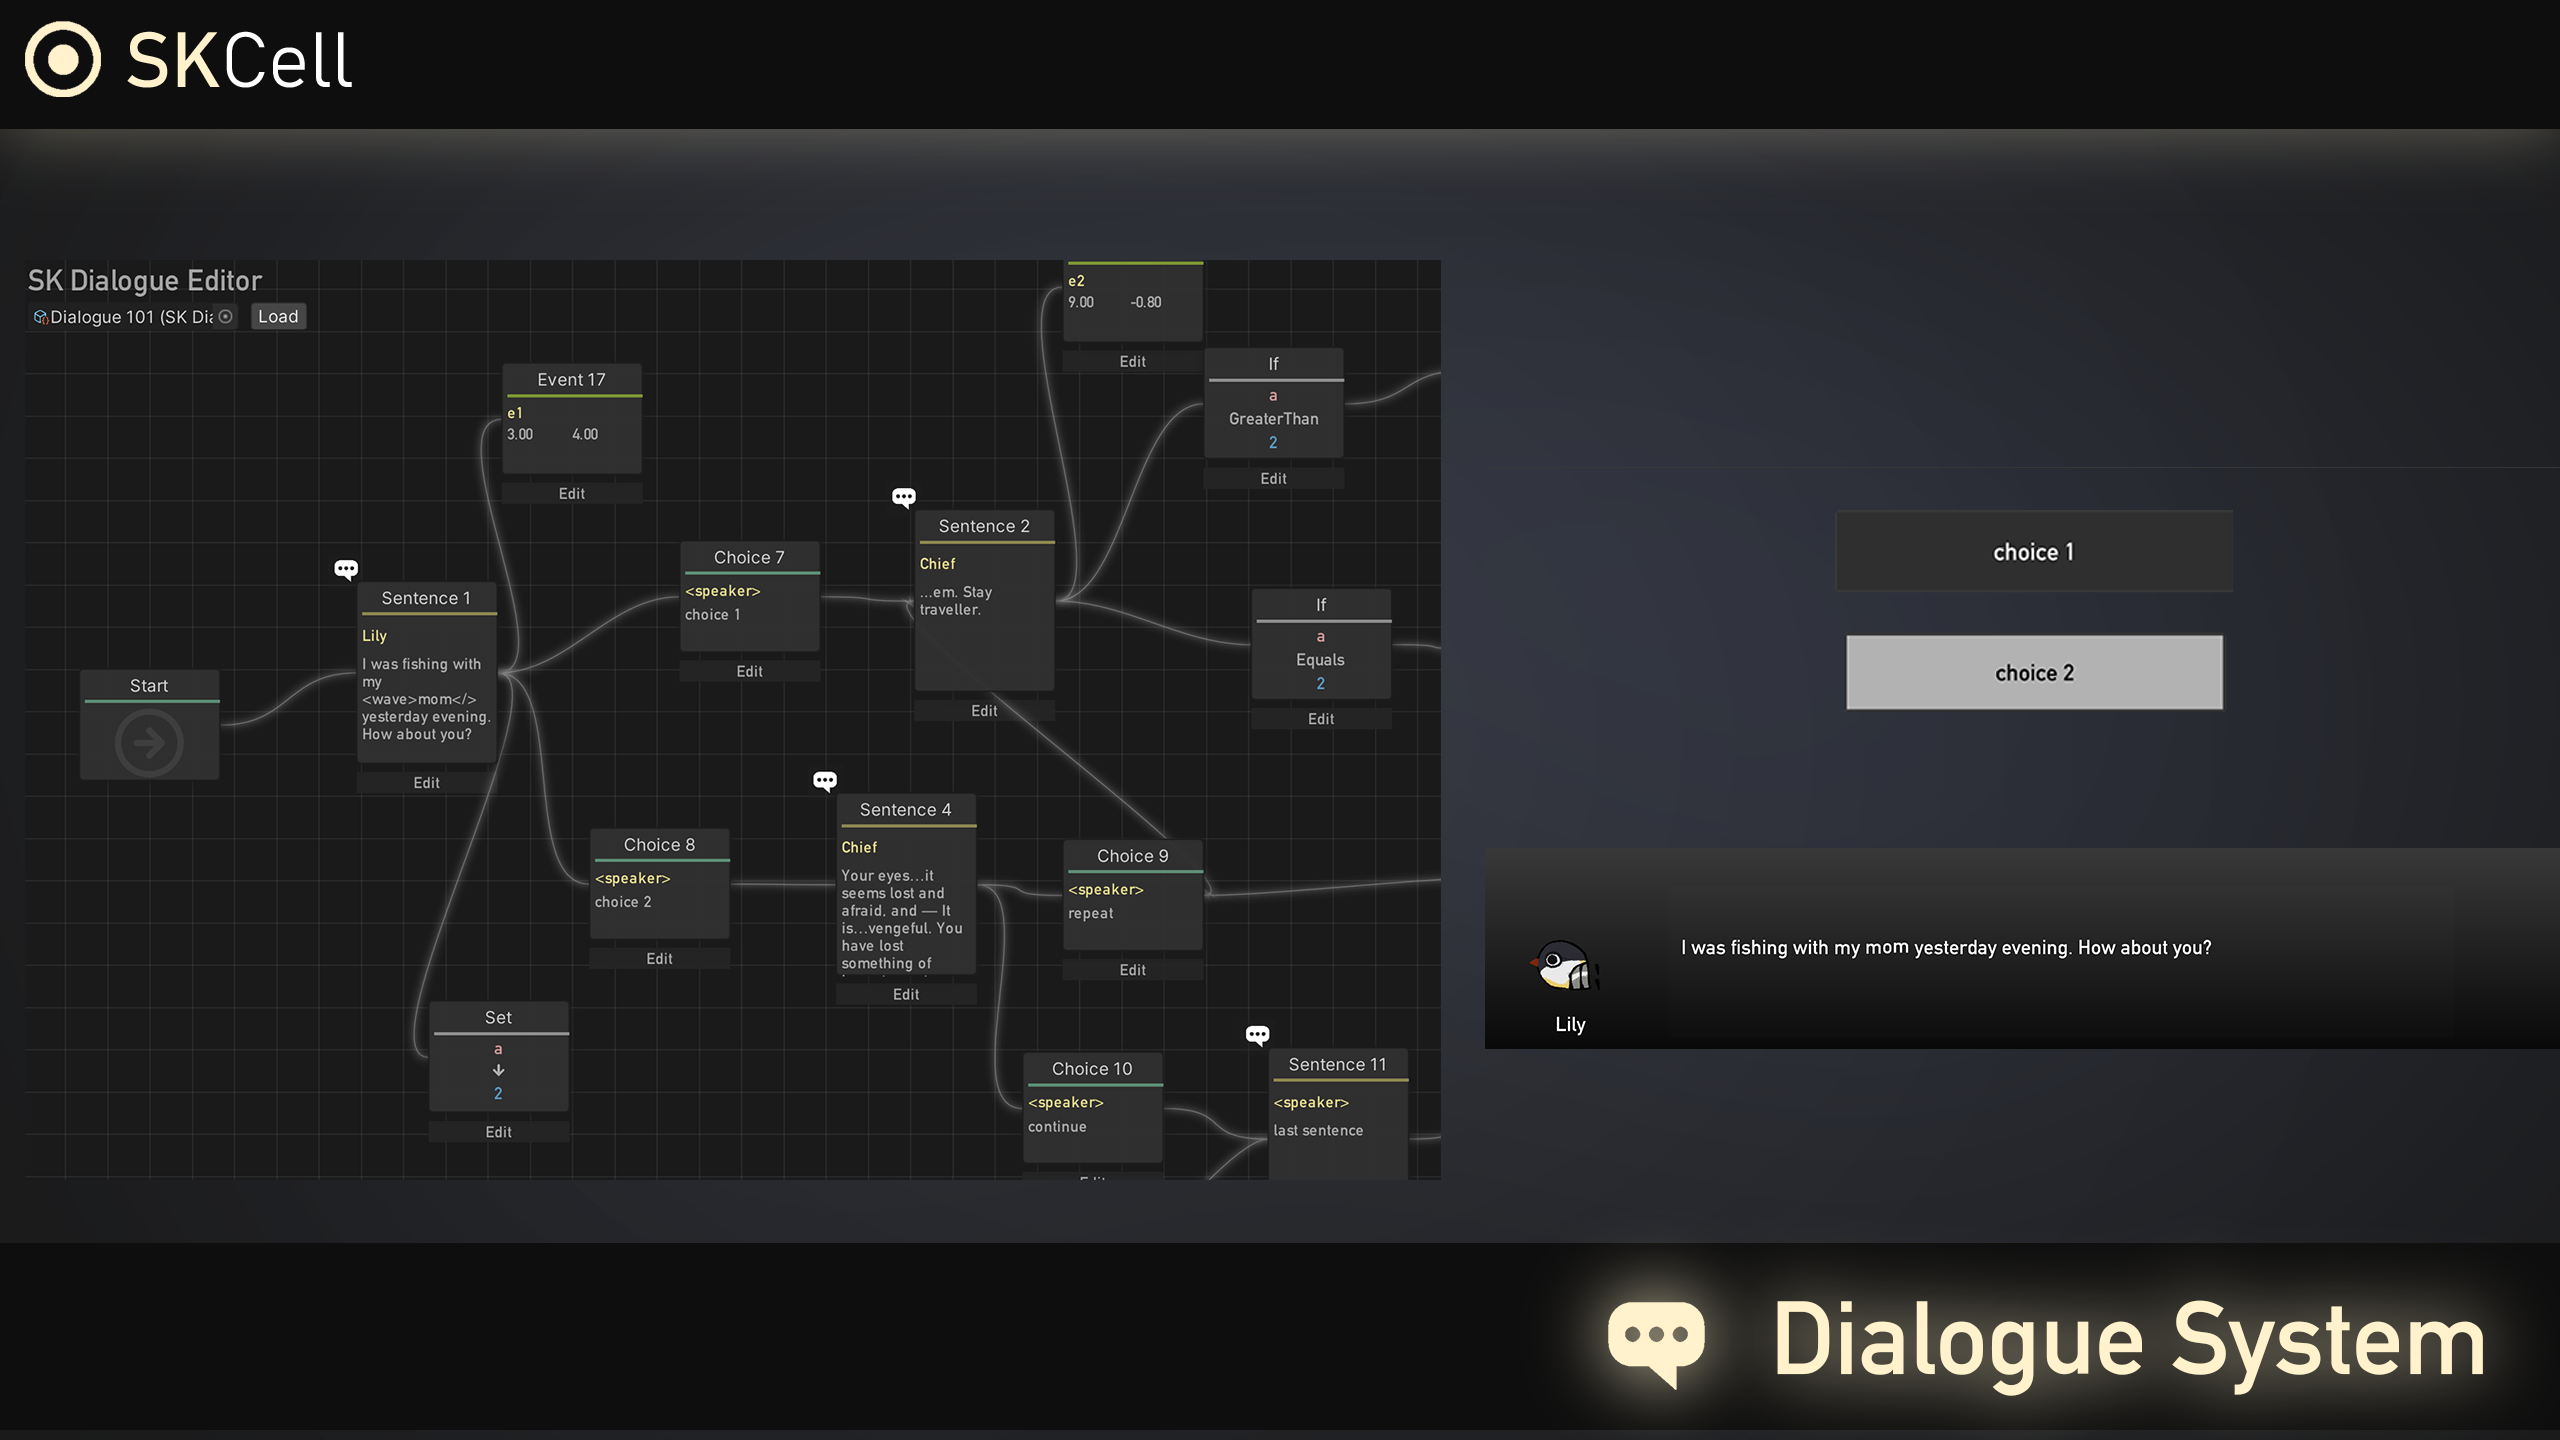 SKCell
SK Dialogue Editor
Dialogue 101 (SK Dia
Load
e2
9.00 -0.80
Edit
If
a
GreaterThan
2
Edit
Event 17
e1
3.00 4.00
Edit
Sentence 2
Chief
...em. Stay
traveller.
Edit
Choice 7
<speaker>
choice 1
Edit
Sentence 1
Lily
I was fishing with
my
<wave>mom</>
yesterday evening.
How about you?
Edit
If
a
Equals
2
Edit
Start
Sentence 4
Chief
Your eyes...it
seems lost and
afraid, and — It
is...vengeful. You
have lost
something of
Edit
Choice 8
<speaker>
choice 2
Edit
Choice 9
<speaker>
repeat
Edit
Set
a
2
Edit
Choice 10
<speaker>
continue
Sentence 11
<speaker>
last sentence
choice 1
choice 2
I was fishing with my mom yesterday evening. How about you?
Lily
Dialogue System